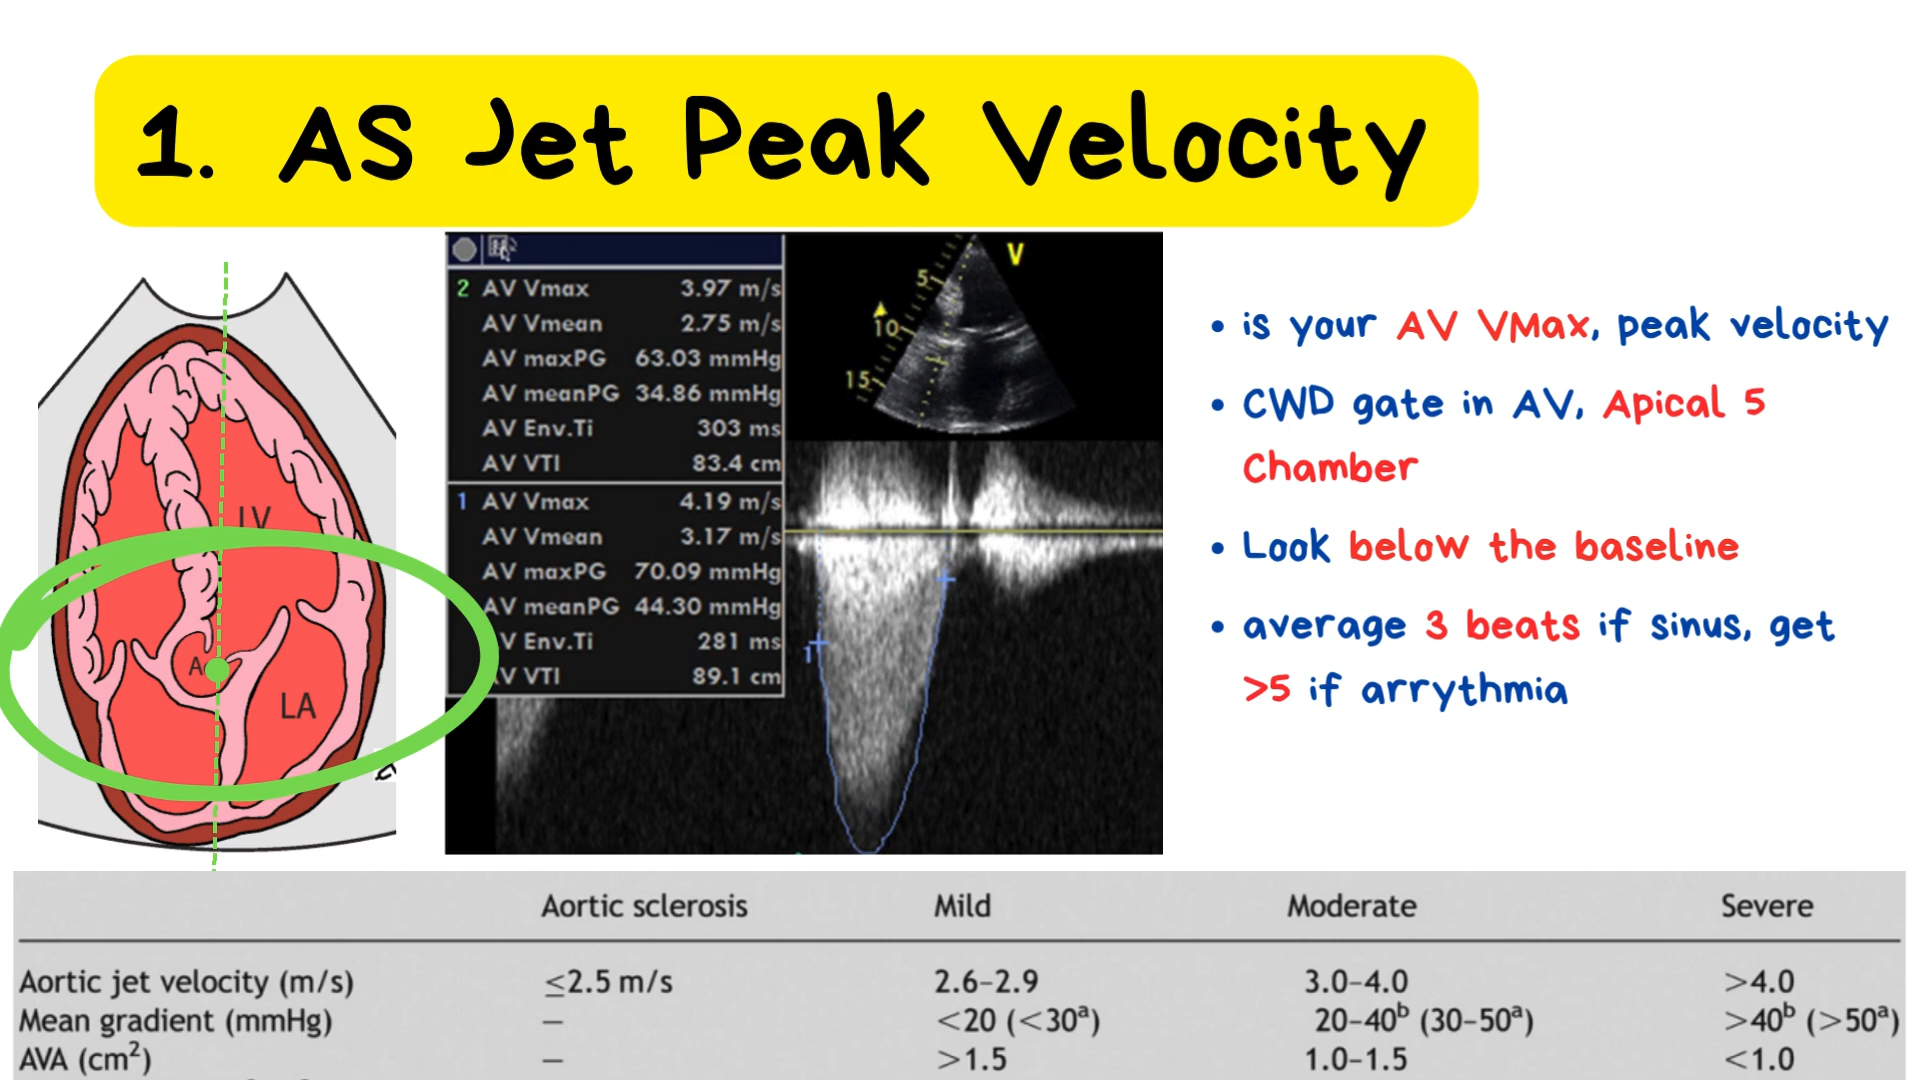 1. AS Jet Peak Velocity
LV
A
LA
2 AV Vmax 3.97 m/s
AV Vmean 2.75 m/s
AV maxPG 63.03 mmHg
AV meanPG 34.86 mmHg
AV Env.Ti 303 ms
AV VTI 83.4 cm
1 AV Vmax 4.19 m/s
AV Vmean 3.17 m/s
AV maxPG 70.09 mmHg
AV meanPG 44.30 mmHg
V Env.Ti 281 ms
AV VTI 89.1 cm
V
5
10
15
1
• is your AV VMax, peak velocity
• CWD gate in AV, Apical 5
Chamber
• Look below the baseline
• average 3 beats if sinus, get
>5 if arrythmia
Aortic sclerosis Mild Moderate Severe
Aortic jet velocity (m/s) ≤2.5 m/s 2.6–2.9 3.0–4.0 >4.0
Mean gradient (mmHg) – <20 (<30ᵃ) 20–40ᵇ (30–50ᵃ) >40ᵇ (>50ᵃ)
AVA (cm²) – >1.5 1.0–1.5 <1.0